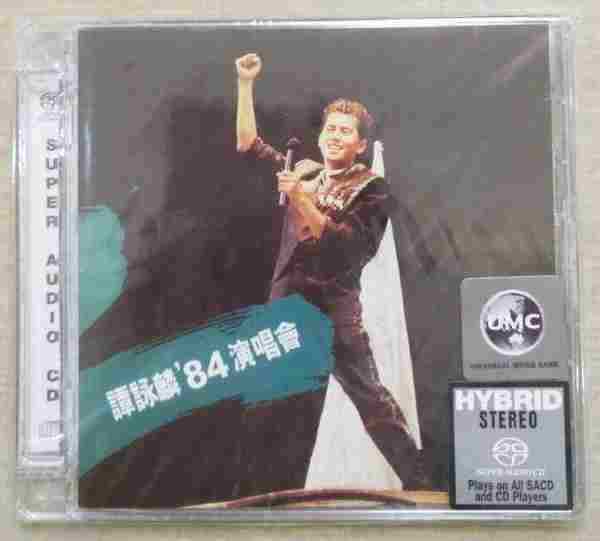 SUPER AUDIO CD
譚詠麟'84演唱會
UMC
UNIVERSAL MUSIC
HYBRID
STEREO
SUPER AUDIO CD
Plays on All SACD
and CD Players